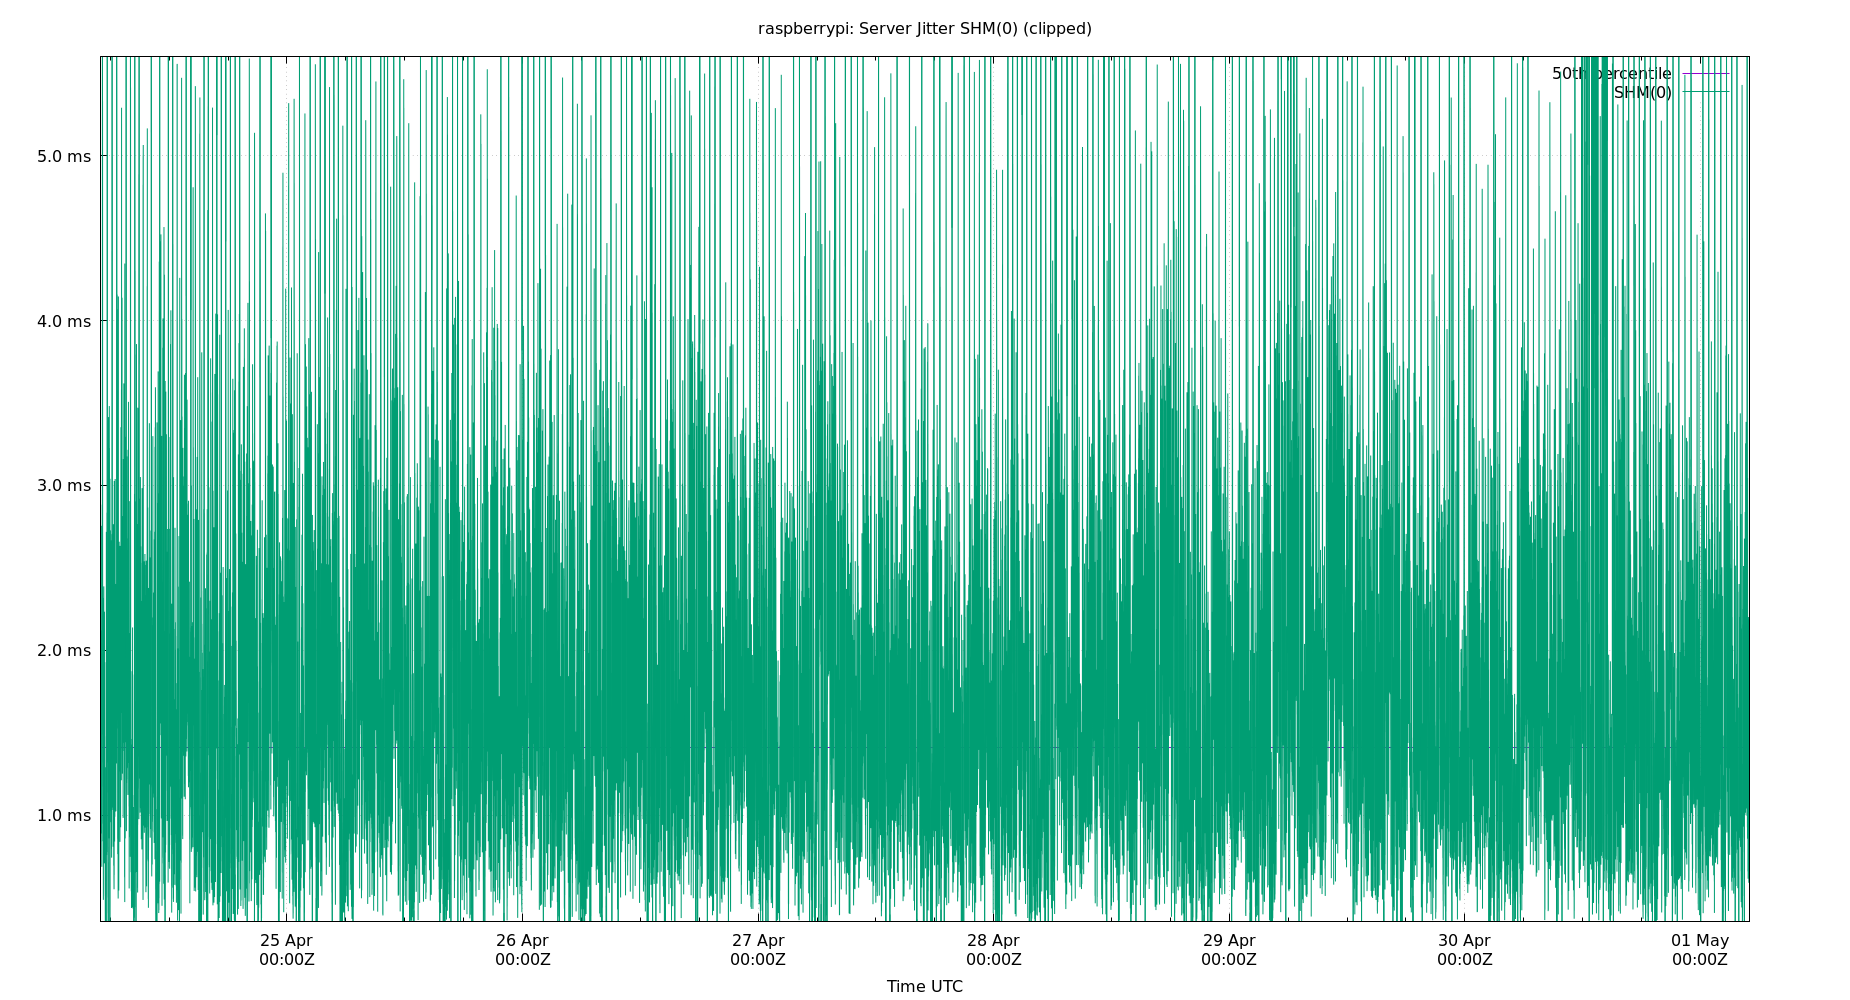 raspberrypi: Server Jitter SHM(0) (clipped)
50th percentile
SHM(0)
5.0 ms
4.0 ms
3.0 ms
2.0 ms
1.0 ms
25 Apr 26 Apr 27 Apr 28 Apr 29 Apr 30 Apr 01 May
00:00Z 00:00Z 00:00Z 00:00Z 00:00Z 00:00Z 00:00Z
Time UTC